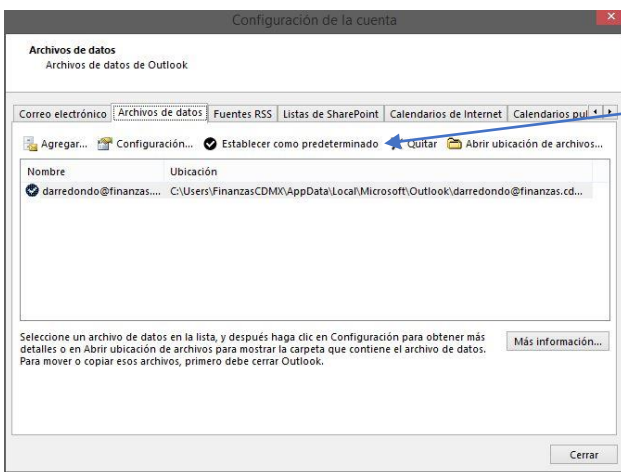 Configuración de la cuenta
Archivos de datos
Archivos de datos de Outlook
Correo electrónico Archivos de datos Fuentes RSS Listas de SharePoint Calendarios de Internet Calendarios pul
Agregar... Configuración... Establecer como predeterminado Quitar Abrir ubicación de archivos...
Nombre Ubicación
darredondo@finanzas.... C:\Users\FinanzasCDMX\AppData\Local\Microsoft\Outlook\darredondo@finanzas.cd...
Seleccione un archivo de datos en la lista, y después haga clic en Configuración para obtener más
detalles o en Abrir ubicación de archivos para mostrar la carpeta que contiene el archivo de datos.
Para mover o copiar esos archivos, primero debe cerrar Outlook.
Más información...
Cerrar